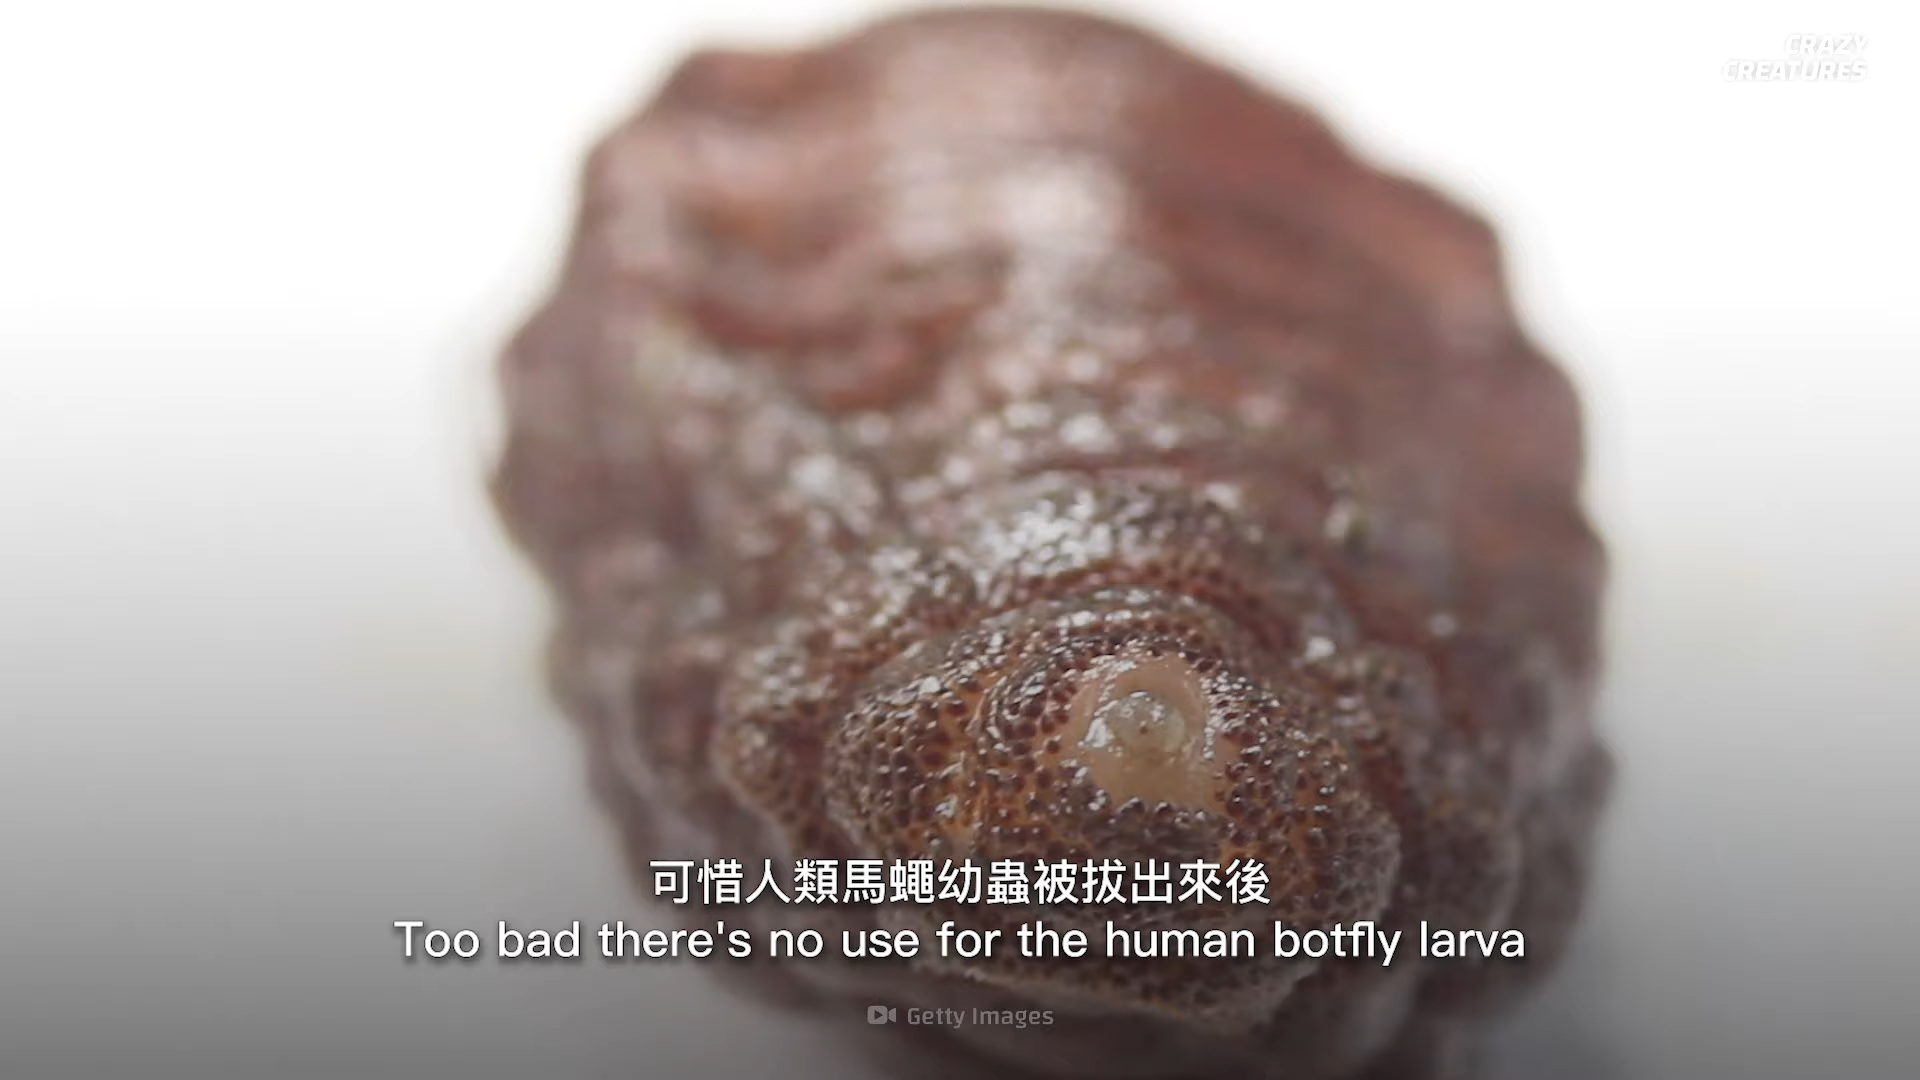 CRAZY
CREATURES
可惜人類馬蠅幼蟲被拔出來後
Too bad there's no use for the human botfly larva
Getty Images